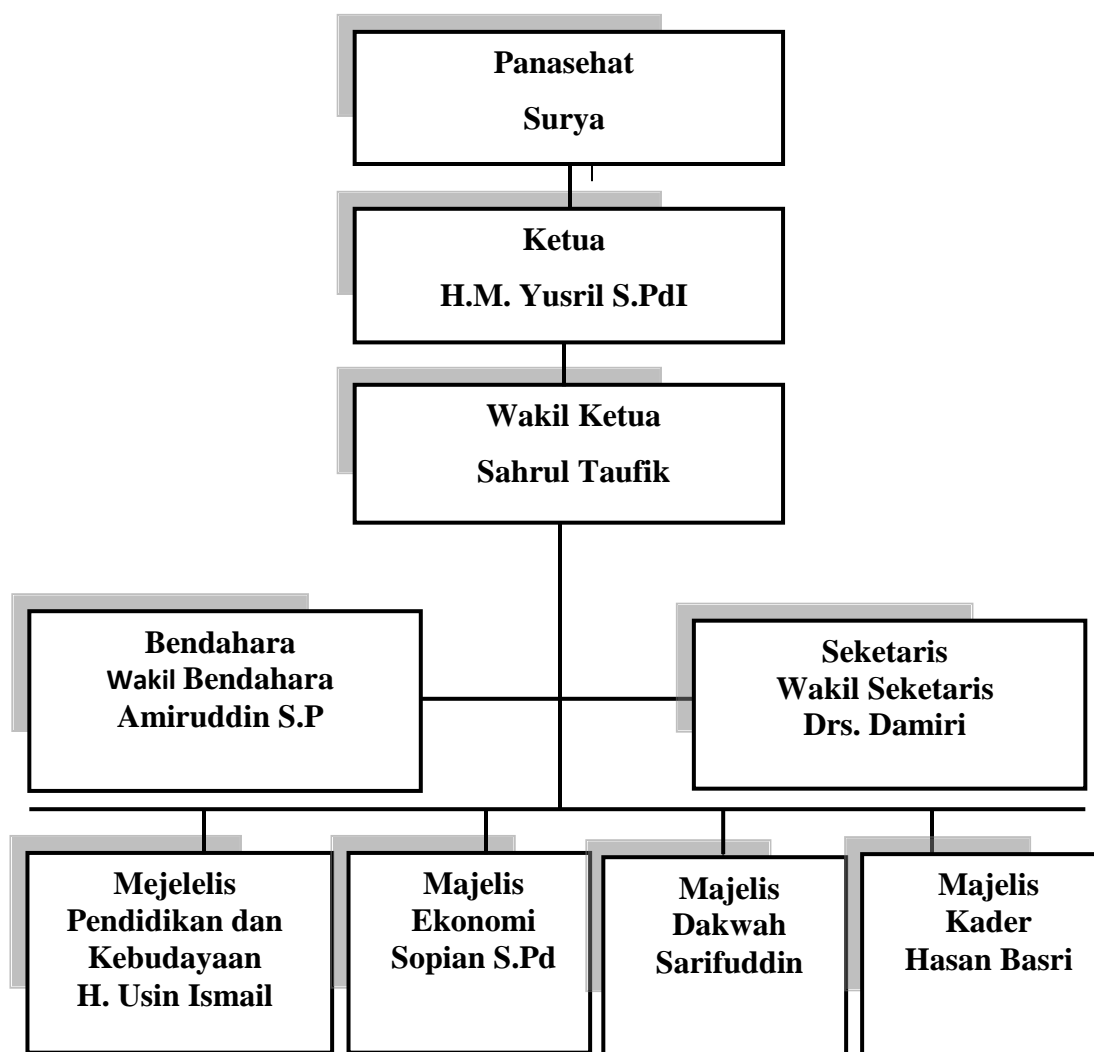 Panasehat
Surya
Ketua
H.M. Yusril S.PdI
Wakil Ketua
Sahrul Taufik
Bendahara
Wakil Bendahara
Amiruddin S.P
Seketaris
Wakil Seketaris
Drs. Damiri
Mejelelis
Pendidikan dan
Kebudayaan
H. Usin Ismail
Majelis
Ekonomi
Sopian S.Pd
Majelis
Dakwah
Sarifuddin
Majelis
Kader
Hasan Basri